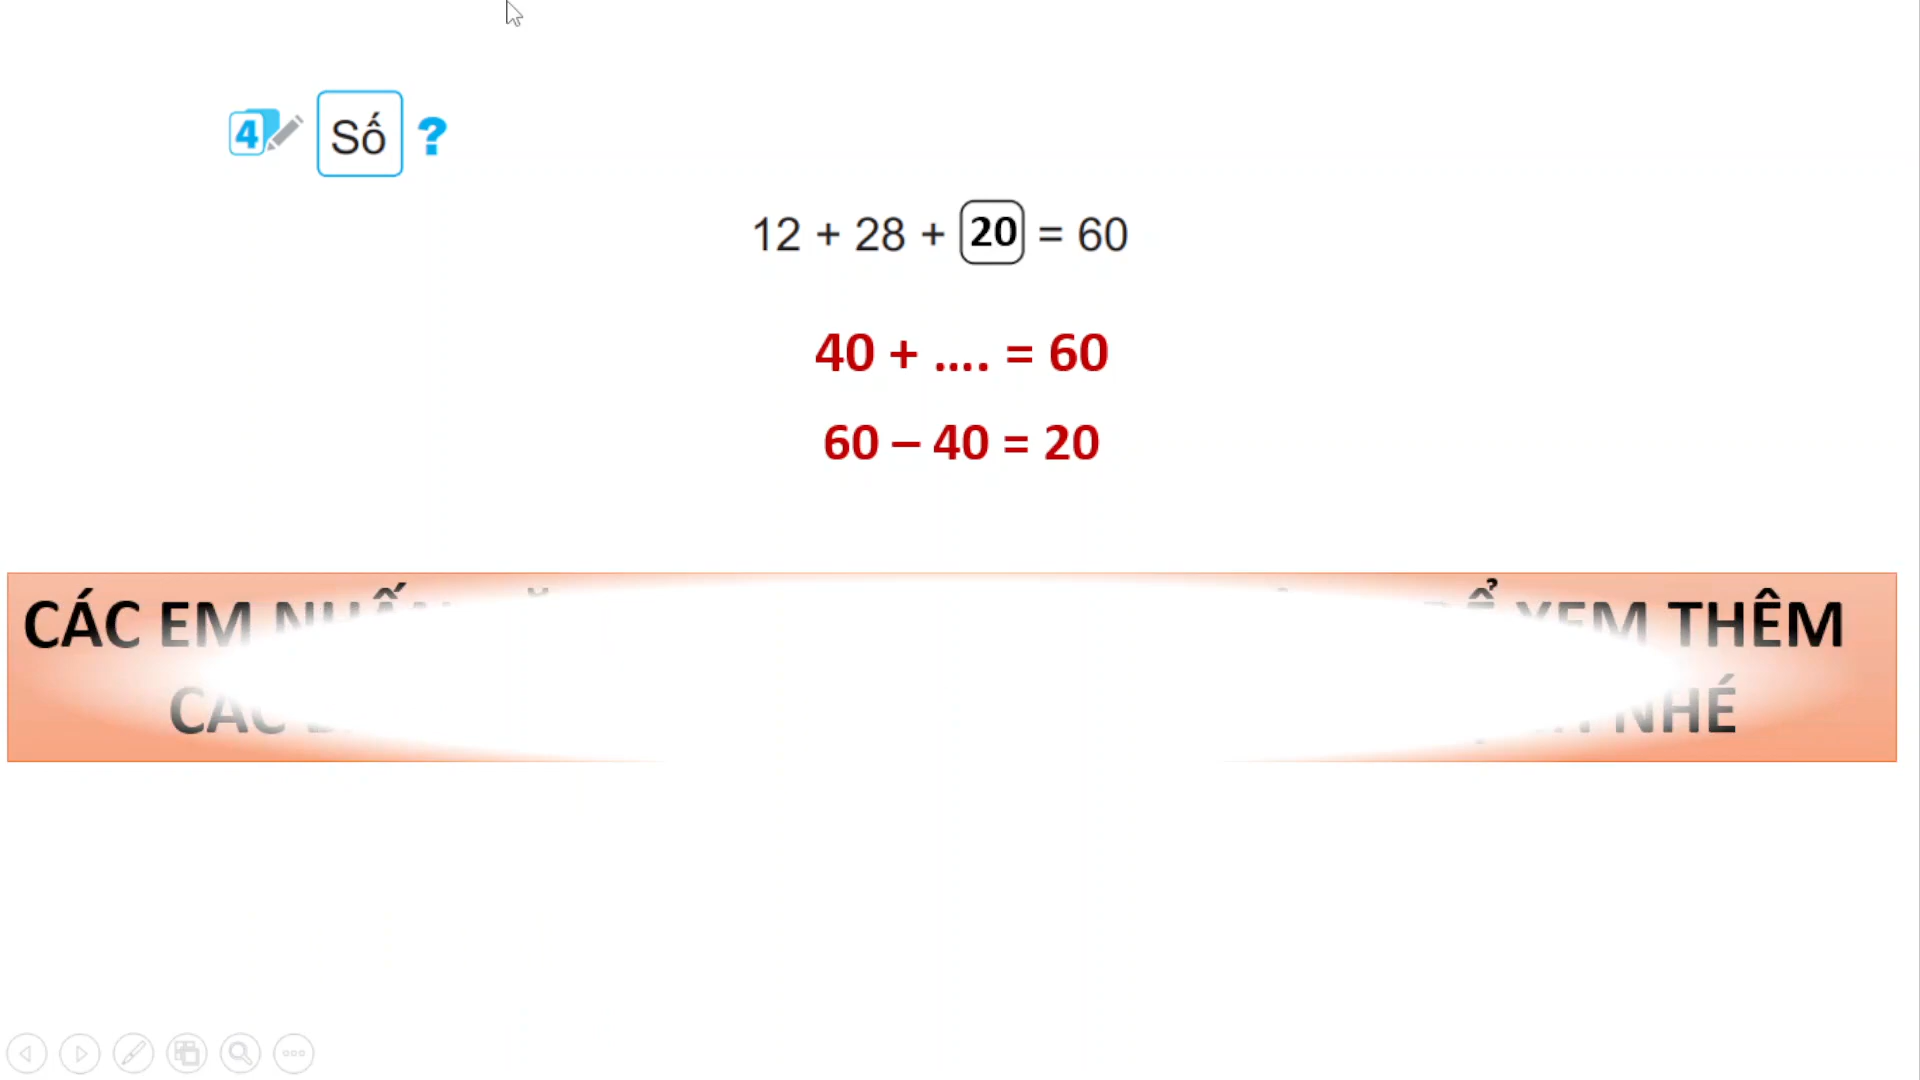 4 Số ?
12 + 28 + 20 = 60
40 + .... = 60
60 – 40 = 20
CÁC EM XEM THÊM
NHÉ